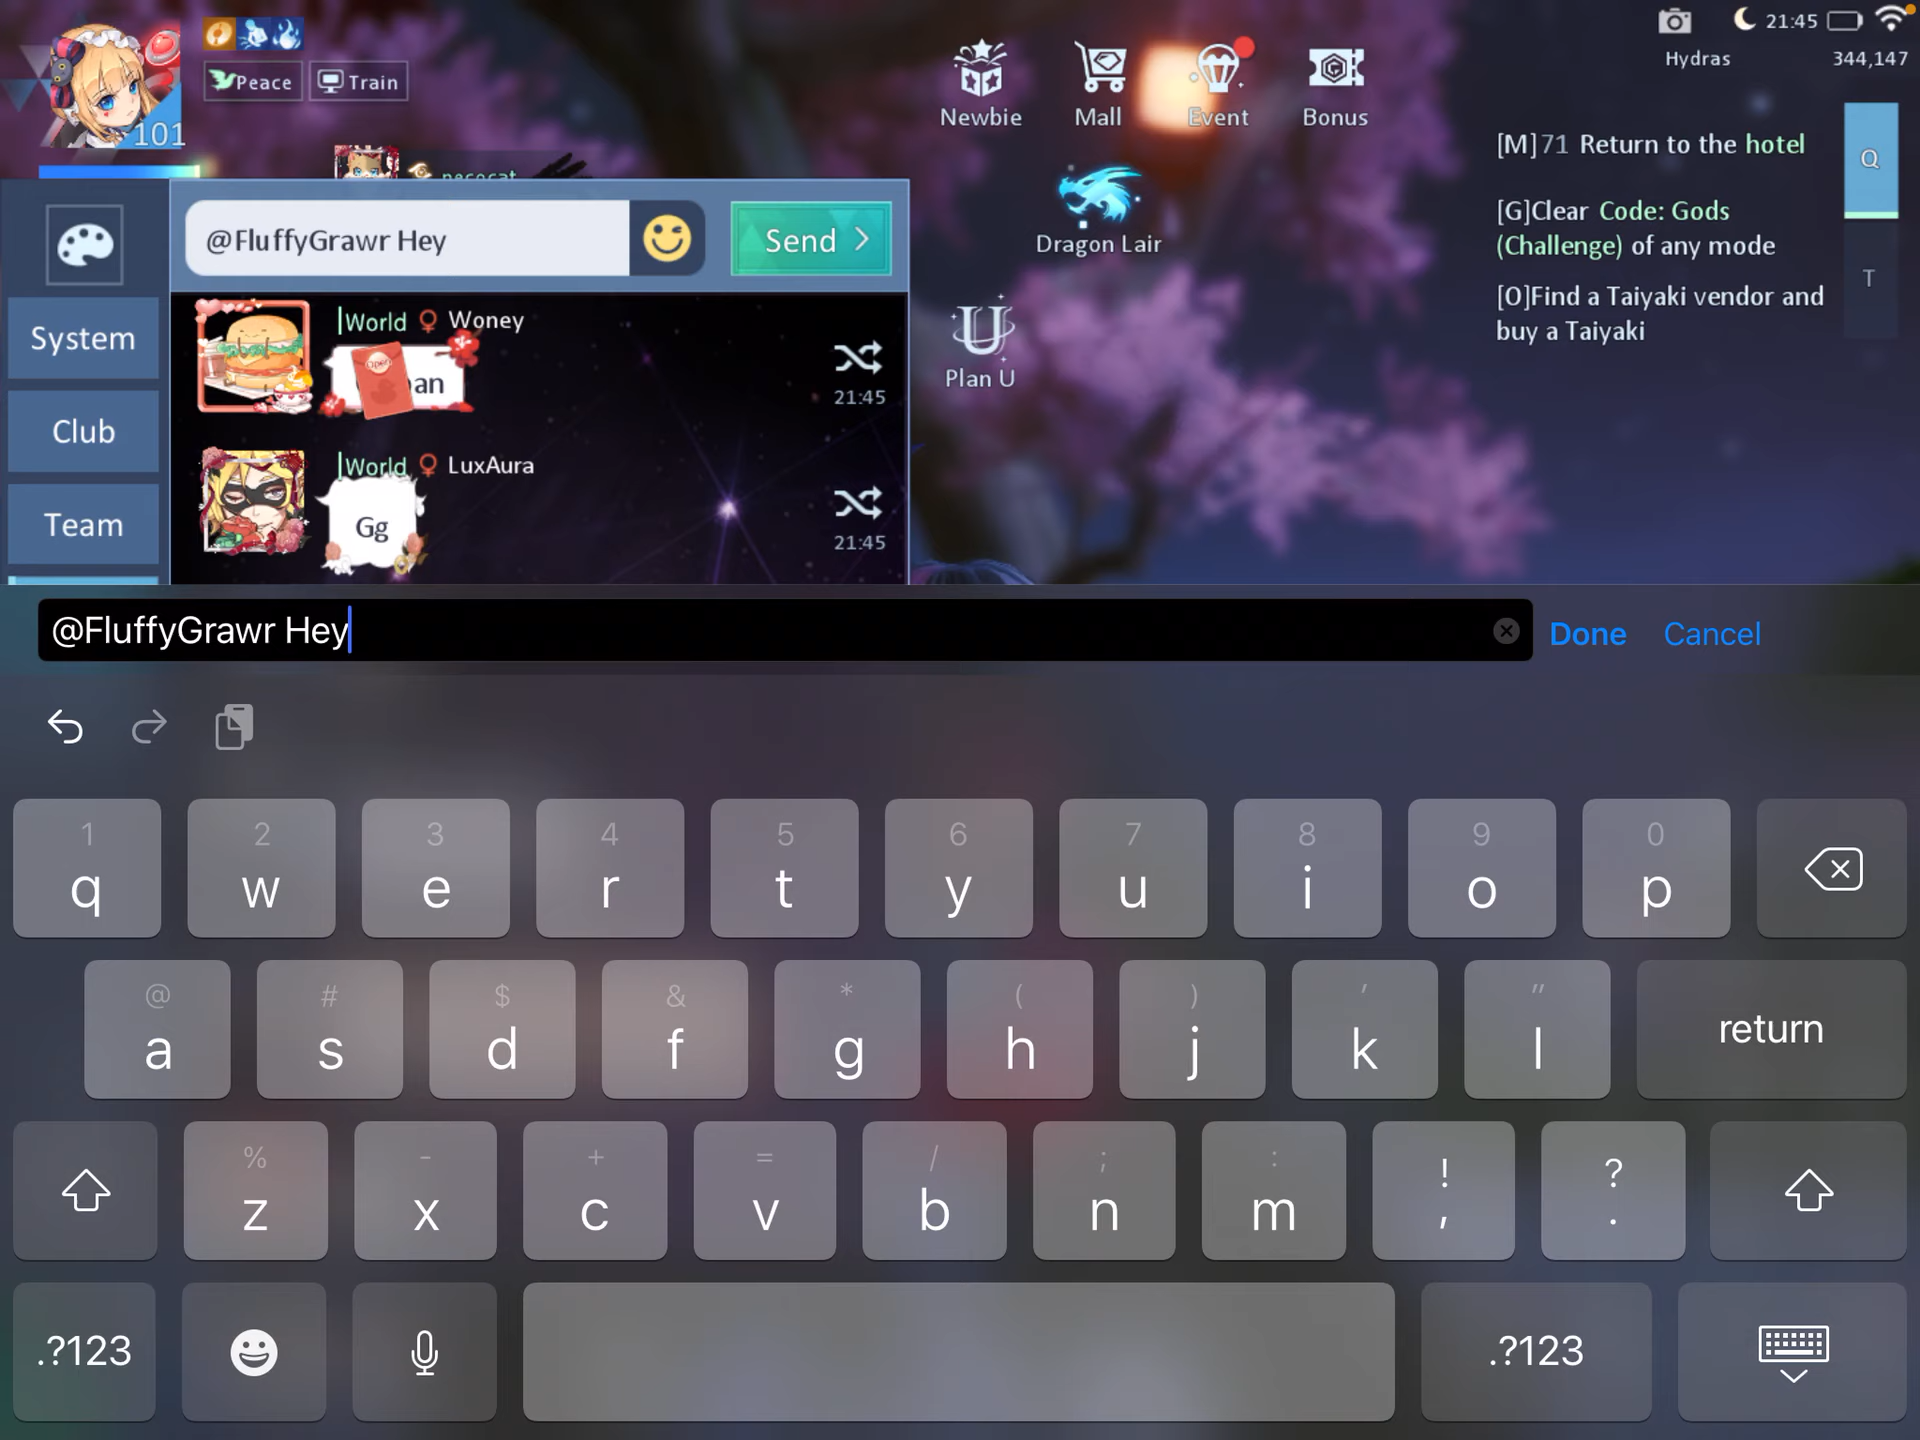 21:45
Hydras 344,147
101
Peace
Train
Newbie
Mall
Event
Bonus
Dragon Lair
Plan U
[M]71 Return to the hotel
[G]Clear Code: Gods
(Challenge) of any mode
[O]Find a Taiyaki vendor and
buy a Taiyaki
Q
T
@FluffyGrawr Hey
Send
System
Club
Team
World Woney
Open
21:45
World LuxAura
Gg
21:45
@FluffyGrawr Hey
Done Cancel
1 2 3 4 5 6 7 8 9 0
q w e r t y u i o p
@ # $ & * ( ) ' "
a s d f g h j k l return
% - + = / ; : ! ?
z x c v b n m , .
.?123 .?123